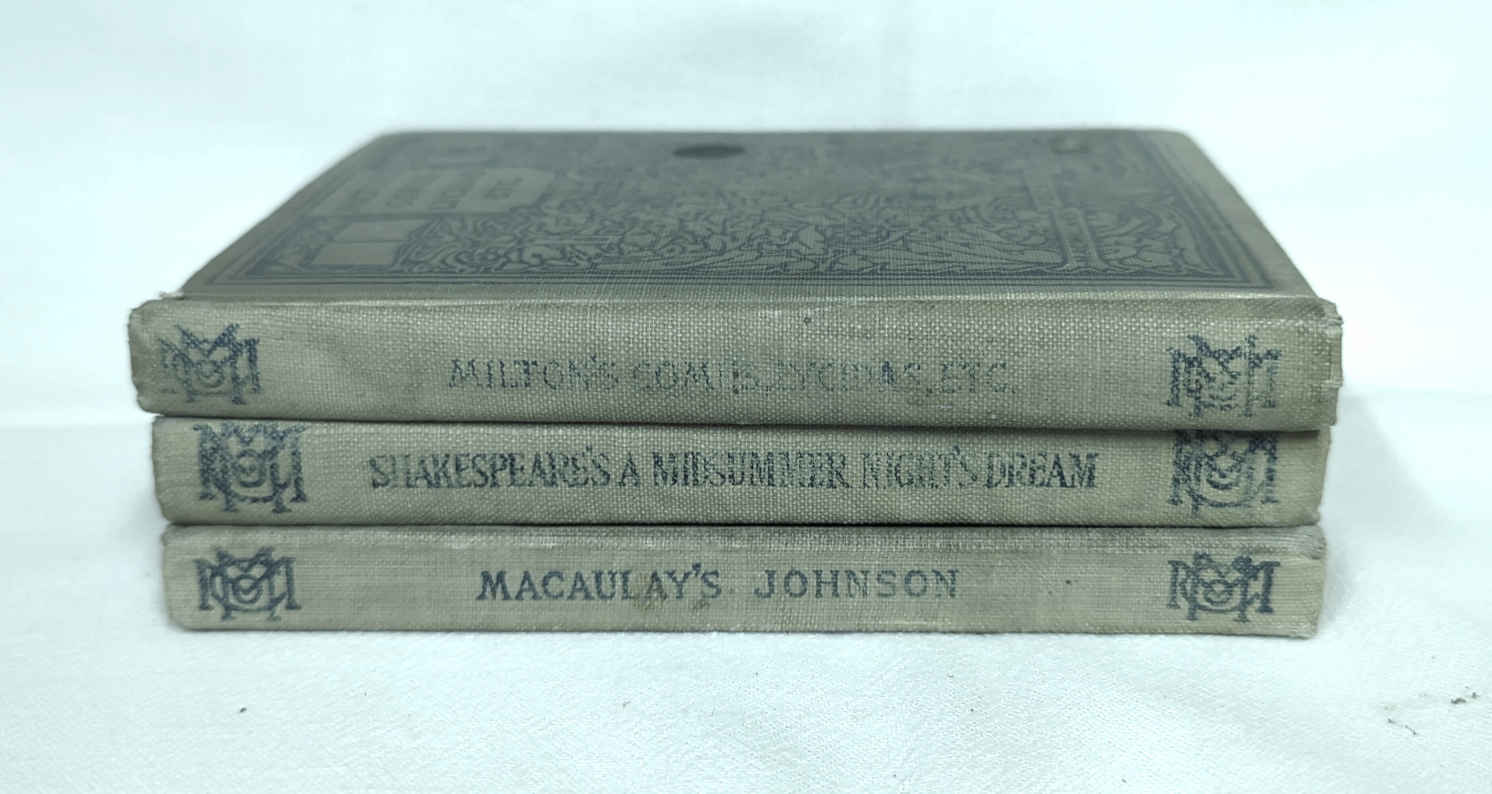 MILTON'S COMUS, LYCIDAS, ETC.
SHAKESPEARE'S A MIDSUMMER NIGHT'S DREAM
MACAULAY'S JOHNSON